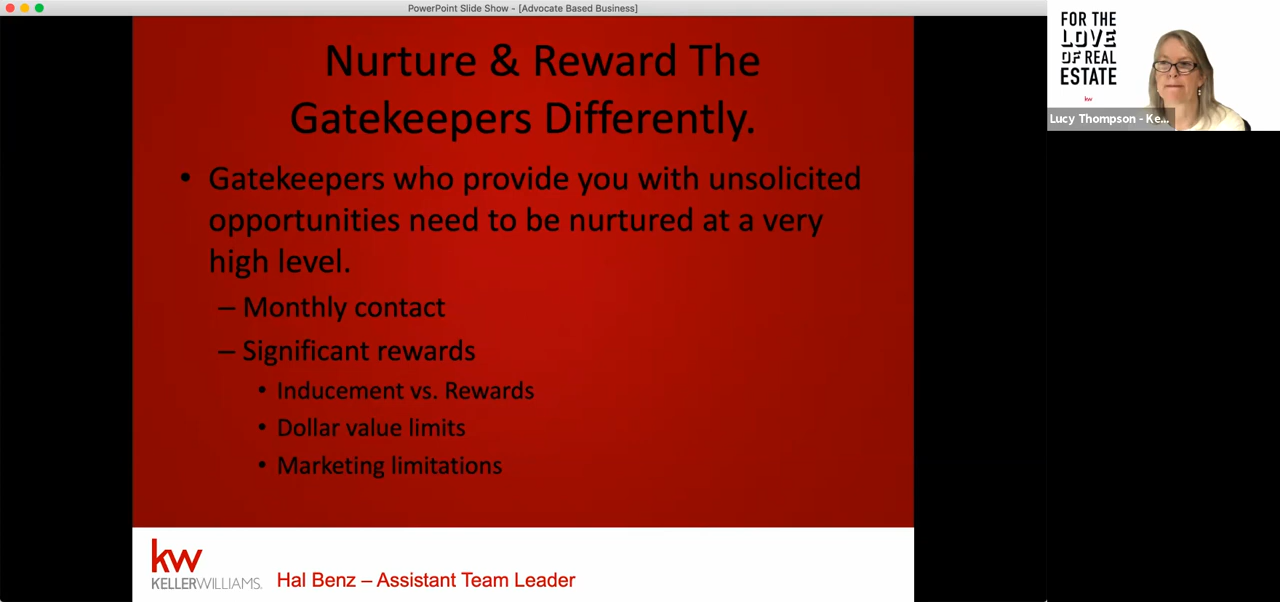 PowerPoint Slide Show - [Advocate Based Business]
Nurture & Reward The
Gatekeepers Differently.
• Gatekeepers who provide you with unsolicited
opportunities need to be nurtured at a very
high level.
– Monthly contact
– Significant rewards
• Inducement vs. Rewards
• Dollar value limits
• Marketing limitations
kw
KELLERWILLIAMS.
Hal Benz – Assistant Team Leader
FOR THE
LOVE
OF REAL
ESTATE
kw
Lucy Thompson - Ke...